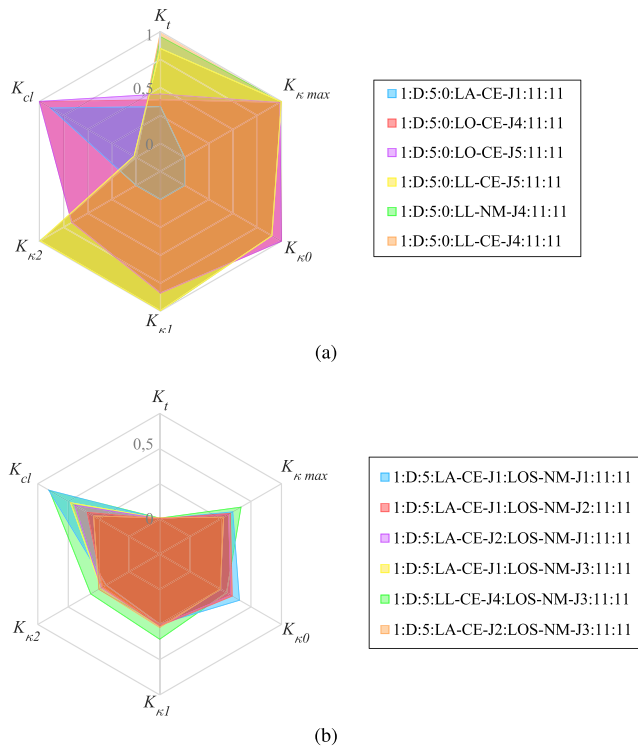 K_t
1
K_cl
K_κ max
0,5
0
K_κ2
K_κ0
K_κ1
1:D:5:0:LA-CE-J1:11:11
1:D:5:0:LO-CE-J4:11:11
1:D:5:0:LO-CE-J5:11:11
1:D:5:0:LL-CE-J5:11:11
1:D:5:0:LL-NM-J4:11:11
1:D:5:0:LL-CE-J4:11:11
(a)
K_t
0,5
K_cl
K_κ max
0
K_κ2
K_κ0
K_κ1
1:D:5:LA-CE-J1:LOS-NM-J1:11:11
1:D:5:LA-CE-J1:LOS-NM-J2:11:11
1:D:5:LA-CE-J2:LOS-NM-J1:11:11
1:D:5:LA-CE-J1:LOS-NM-J3:11:11
1:D:5:LL-CE-J4:LOS-NM-J3:11:11
1:D:5:LA-CE-J2:LOS-NM-J3:11:11
(b)